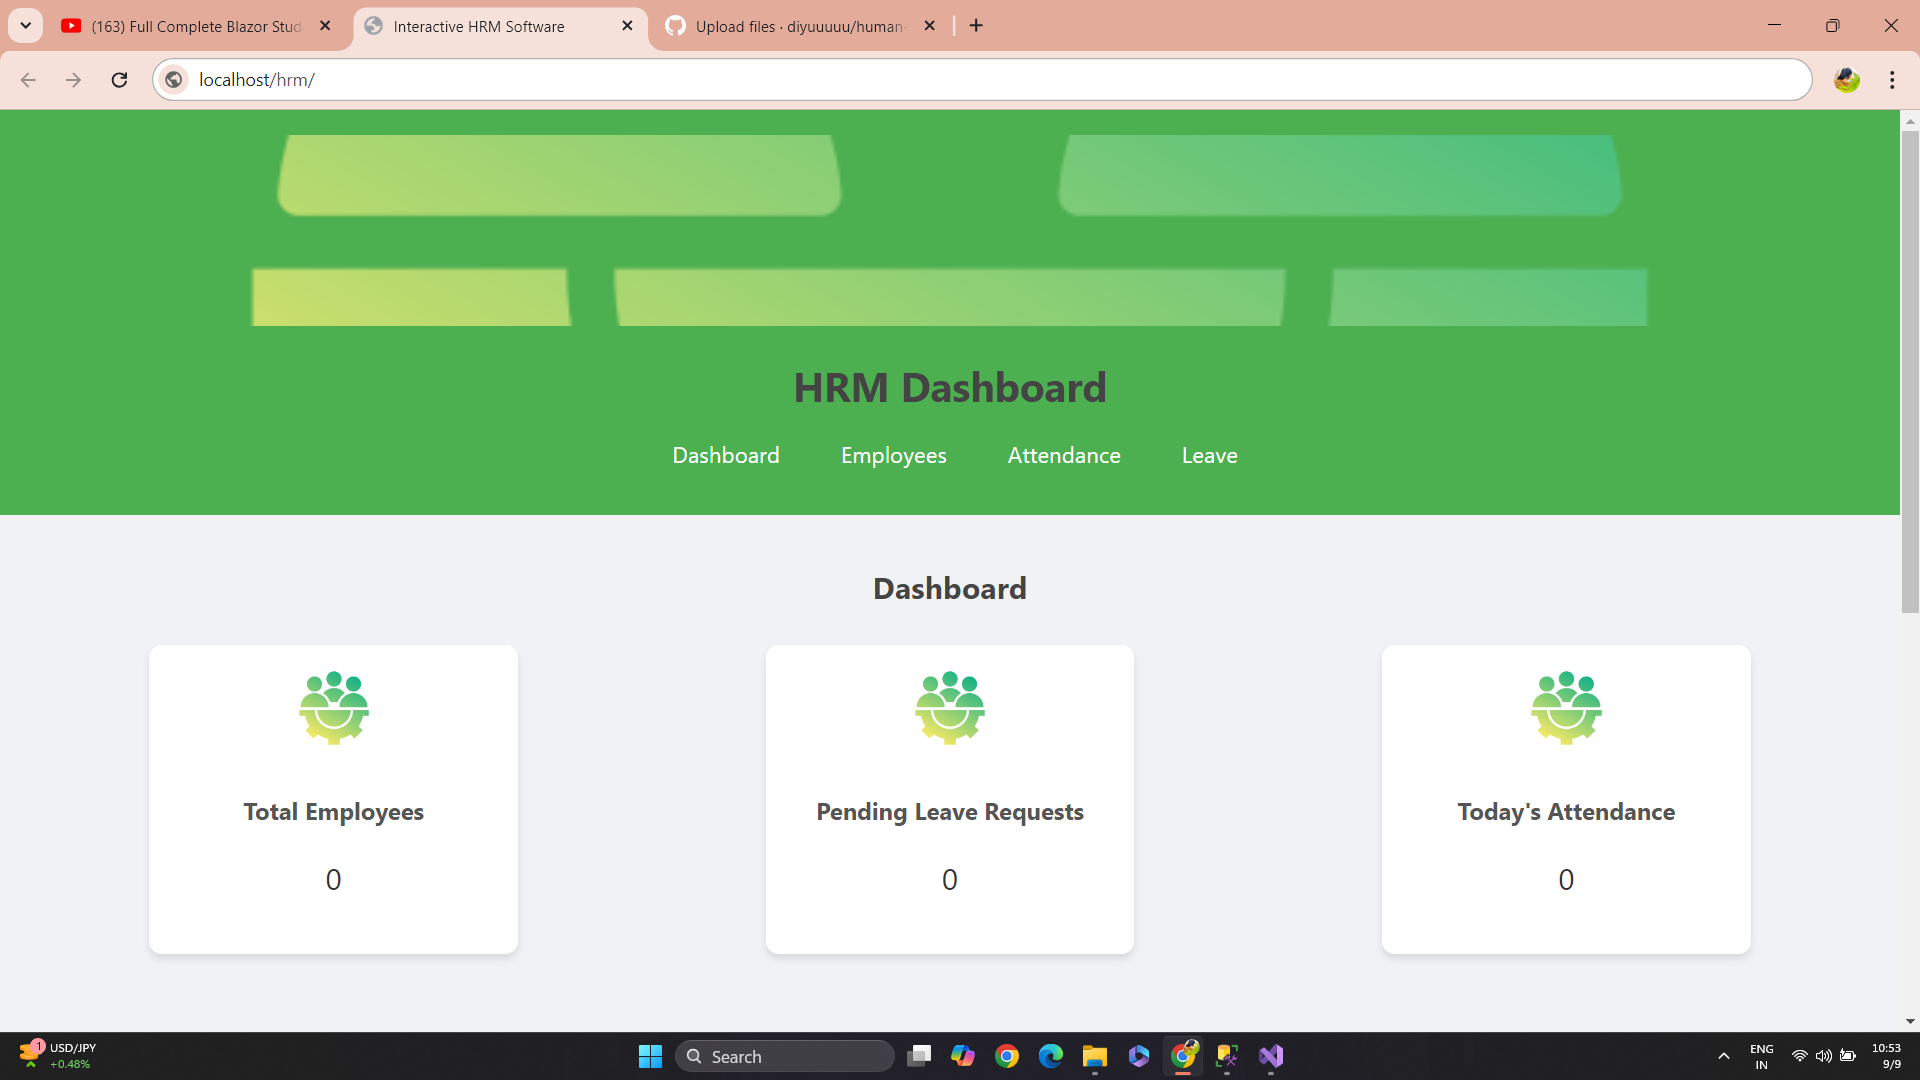 (163) Full Complete Blazor Stud
Interactive HRM Software
Upload files · diyuuuuu/human-
localhost/hrm/
HRM Dashboard
Dashboard
Employees
Attendance
Leave
Dashboard
Total Employees
0
Pending Leave Requests
0
Today's Attendance
0
1
USD/JPY
+0.48%
Search
ENG
IN
10:53
9/9